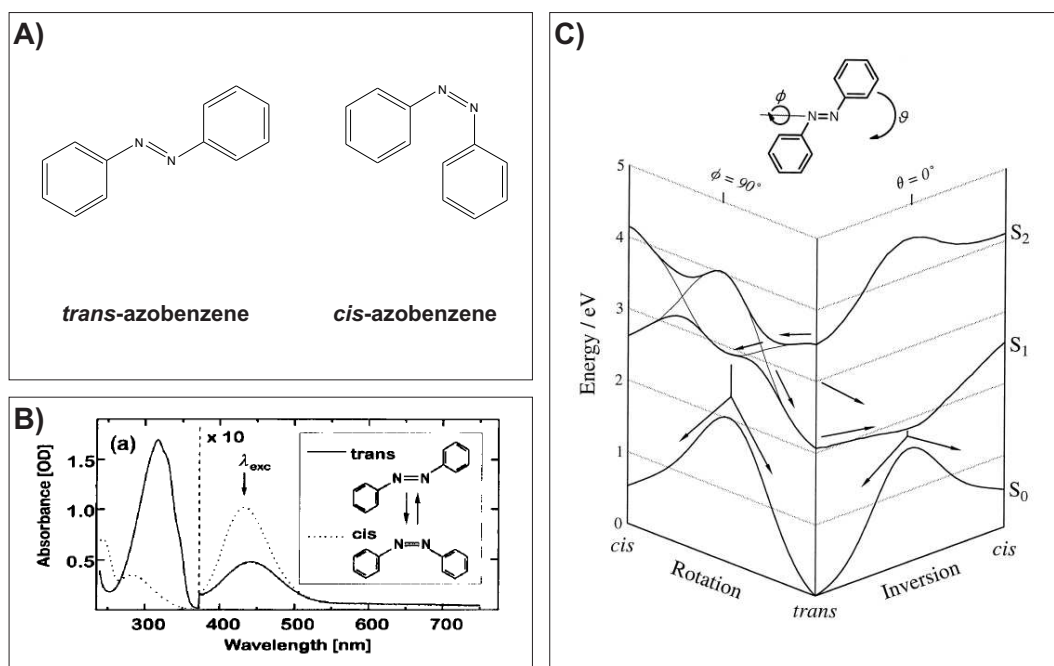 A)
N
N
N
N
trans-azobenzene
cis-azobenzene
B)
(a)
x 10
λexc
trans
N
N
cis
N
N
Absorbance [OD]
1.5
1.0
0.5
300
400
500
600
700
Wavelength [nm]
C)
ϕ
N
N
ϑ
ϕ = 90°
θ = 0°
5
4
3
2
1
0
Energy / eV
S2
S1
S0
cis
Rotation
trans
Inversion
cis